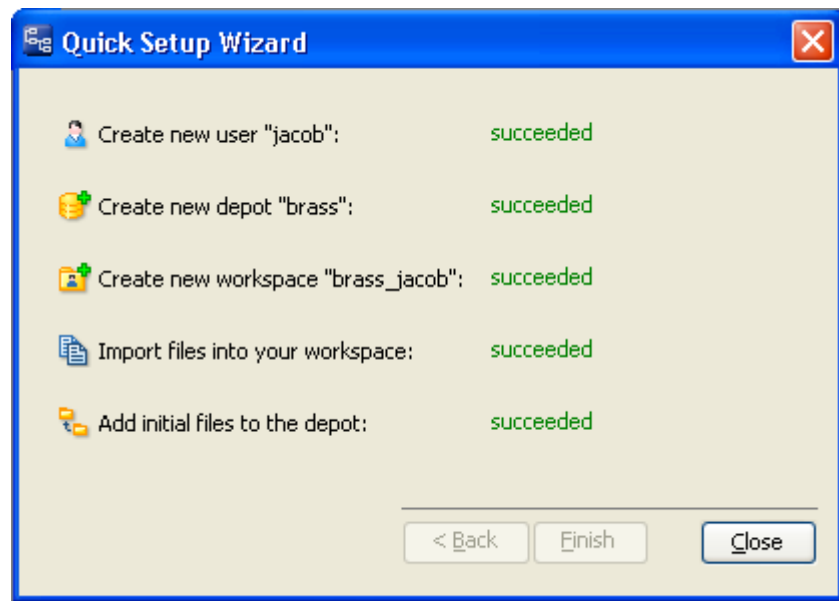 Quick Setup Wizard
Create new user "jacob": succeeded
Create new depot "brass": succeeded
Create new workspace "brass_jacob": succeeded
Import files into your workspace: succeeded
Add initial files to the depot: succeeded
< Back Finish Close